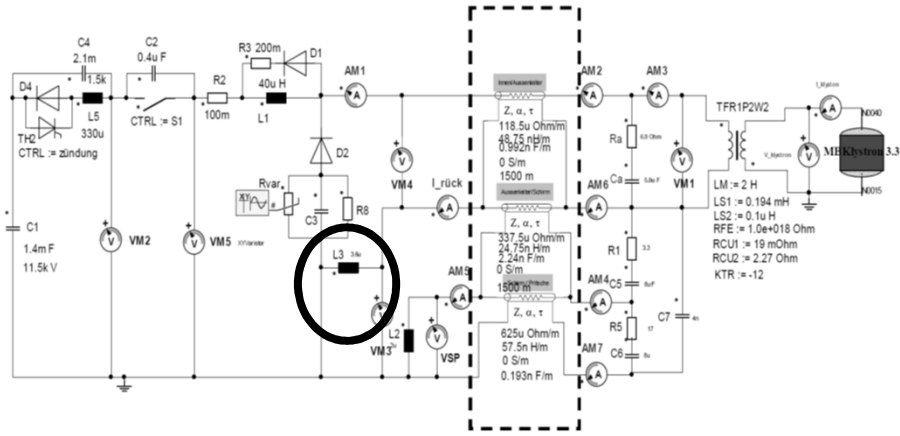 C4
2.1m
C2
0.4u F
D4
1.5k
L5
330u
TH2
CTRL := zündung
CTRL := S1
R2
100m
R3 200m
D1
40u H
L1
AM1
D2
Rvar
XY
C3
R8
VM4
I_rück
C1
1.4m F
11.5k V
VM2
VM5
L3
VM3
L2
AM5
VSP
Z, α, τ
118.5u Ohm/m
48.75 nH/m
0.992n F/m
0 S/m
1500 m
Z, α, τ
337.5u Ohm/m
24.75n H/m
2.24n F/m
0 S/m
1500 m
Z, α, τ
625u Ohm/m
57.5n H/m
0 S/m
0.193n F/m
AM2
AM3
Ra
Ca
VM1
AM6
R1
3.3
C5
AM4
R5
17
C6
AM7
C7
4n
TFR1P2W2
LM := 2 H
LS1 := 0.194 mH
LS2 := 0.1u H
RFE := 1.0e+018 Ohm
RCU1 := 19 mOhm
RCU2 := 2.27 Ohm
KTR := -12
N0040
MBKlystron 3.3
N0015